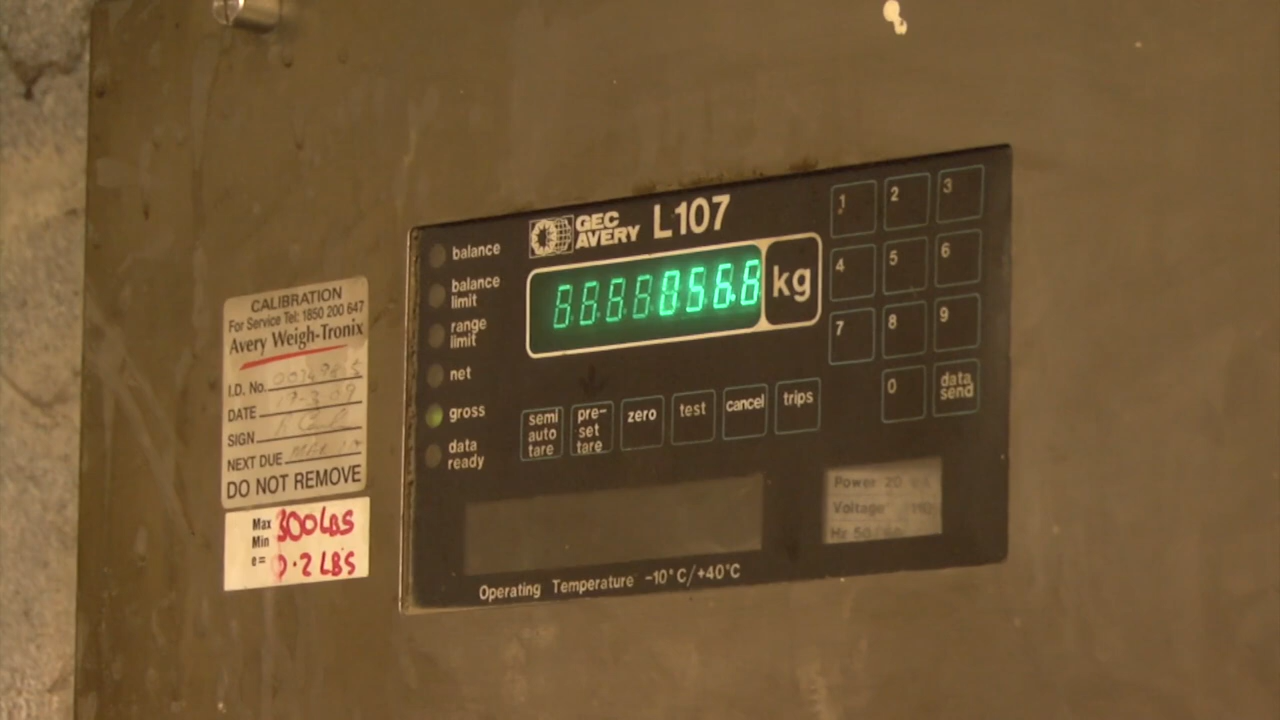 CALIBRATION
For Service Tel: 1850 200 647
Avery Weigh-Tronix
I.D. No.
DATE
SIGN
NEXT DUE
DO NOT REMOVE
Max 300LBS
Min
e= 0.2 LBS
balance
balance
limit
range
limit
net
gross
data
ready
GEC
AVERY L107
kg
semi
auto
tare
pre-
set
tare
zero
test
cancel
trips
1 2 3
4 5 6
7 8 9
0
data
send
Power 20
Voltage 110
Hz 50/60
Operating Temperature -10°C/+40°C